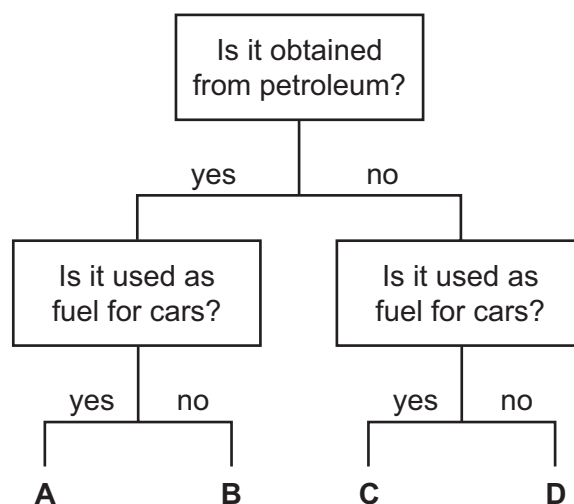 Is it obtained
from petroleum?
yes no
Is it used as
fuel for cars?
Is it used as
fuel for cars?
yes no
yes no
A B C D